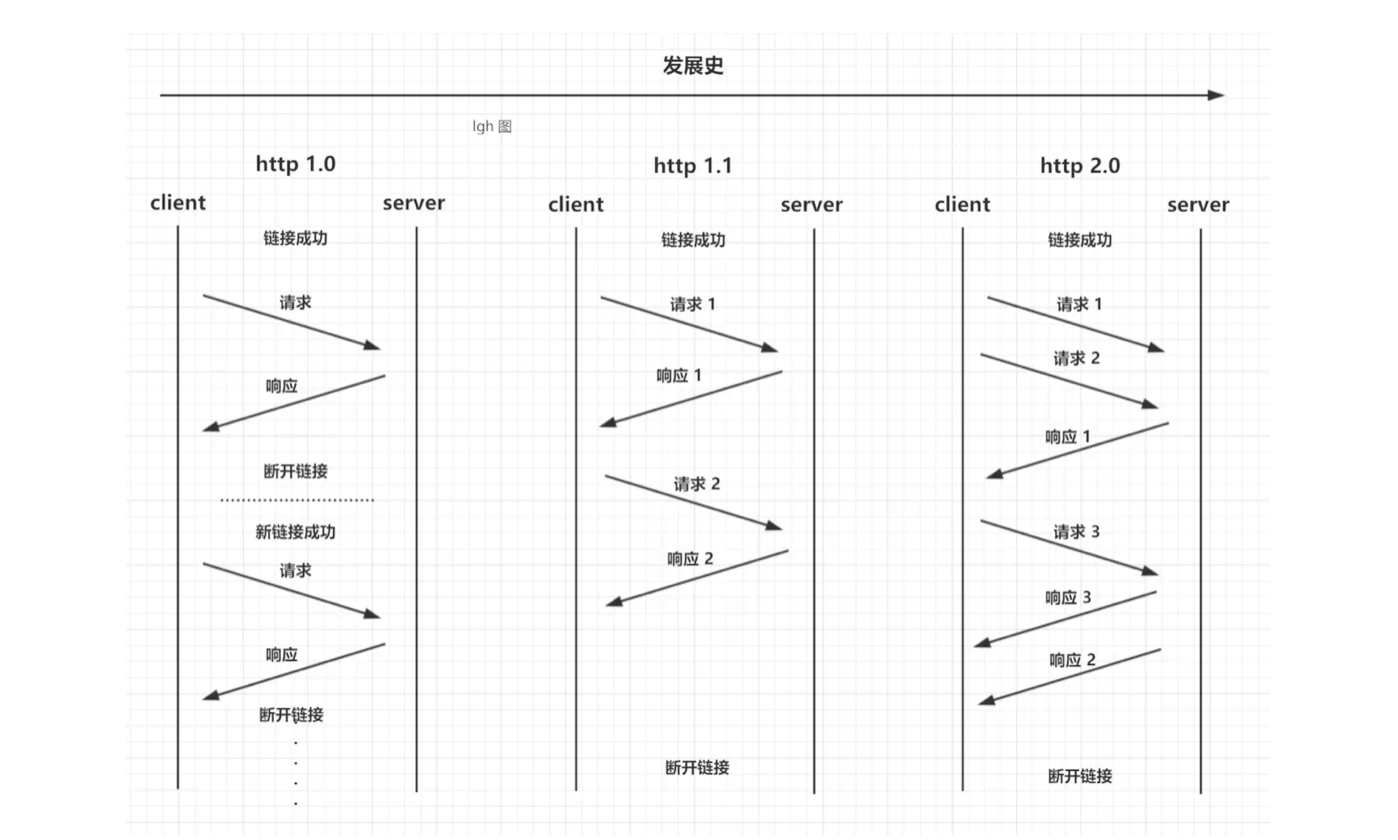 发展史
lgh 图
http 1.0
client
server
链接成功
请求
响应
断开链接
新链接成功
请求
响应
断开链接
http 1.1
client
server
链接成功
请求 1
响应 1
请求 2
响应 2
断开链接
http 2.0
client
server
链接成功
请求 1
请求 2
响应 1
请求 3
响应 3
响应 2
断开链接